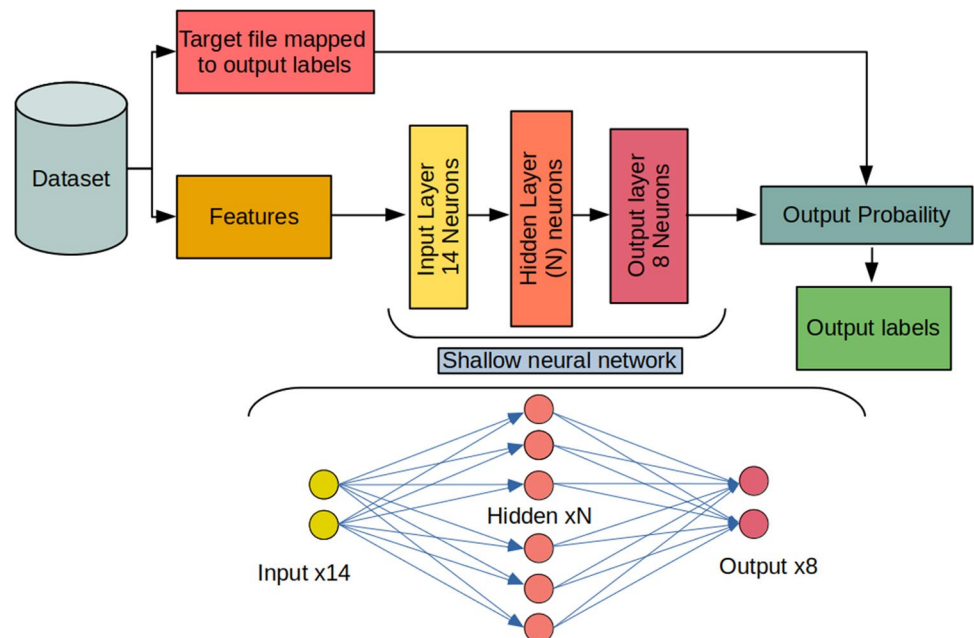 Target file mapped
to output labels
Dataset
Features
Input Layer
14 Neurons
Hidden Layer
(N) neurons
Output layer
8 Neurons
Output Probaility
Output labels
Shallow neural network
Hidden xN
Input x14
Output x8